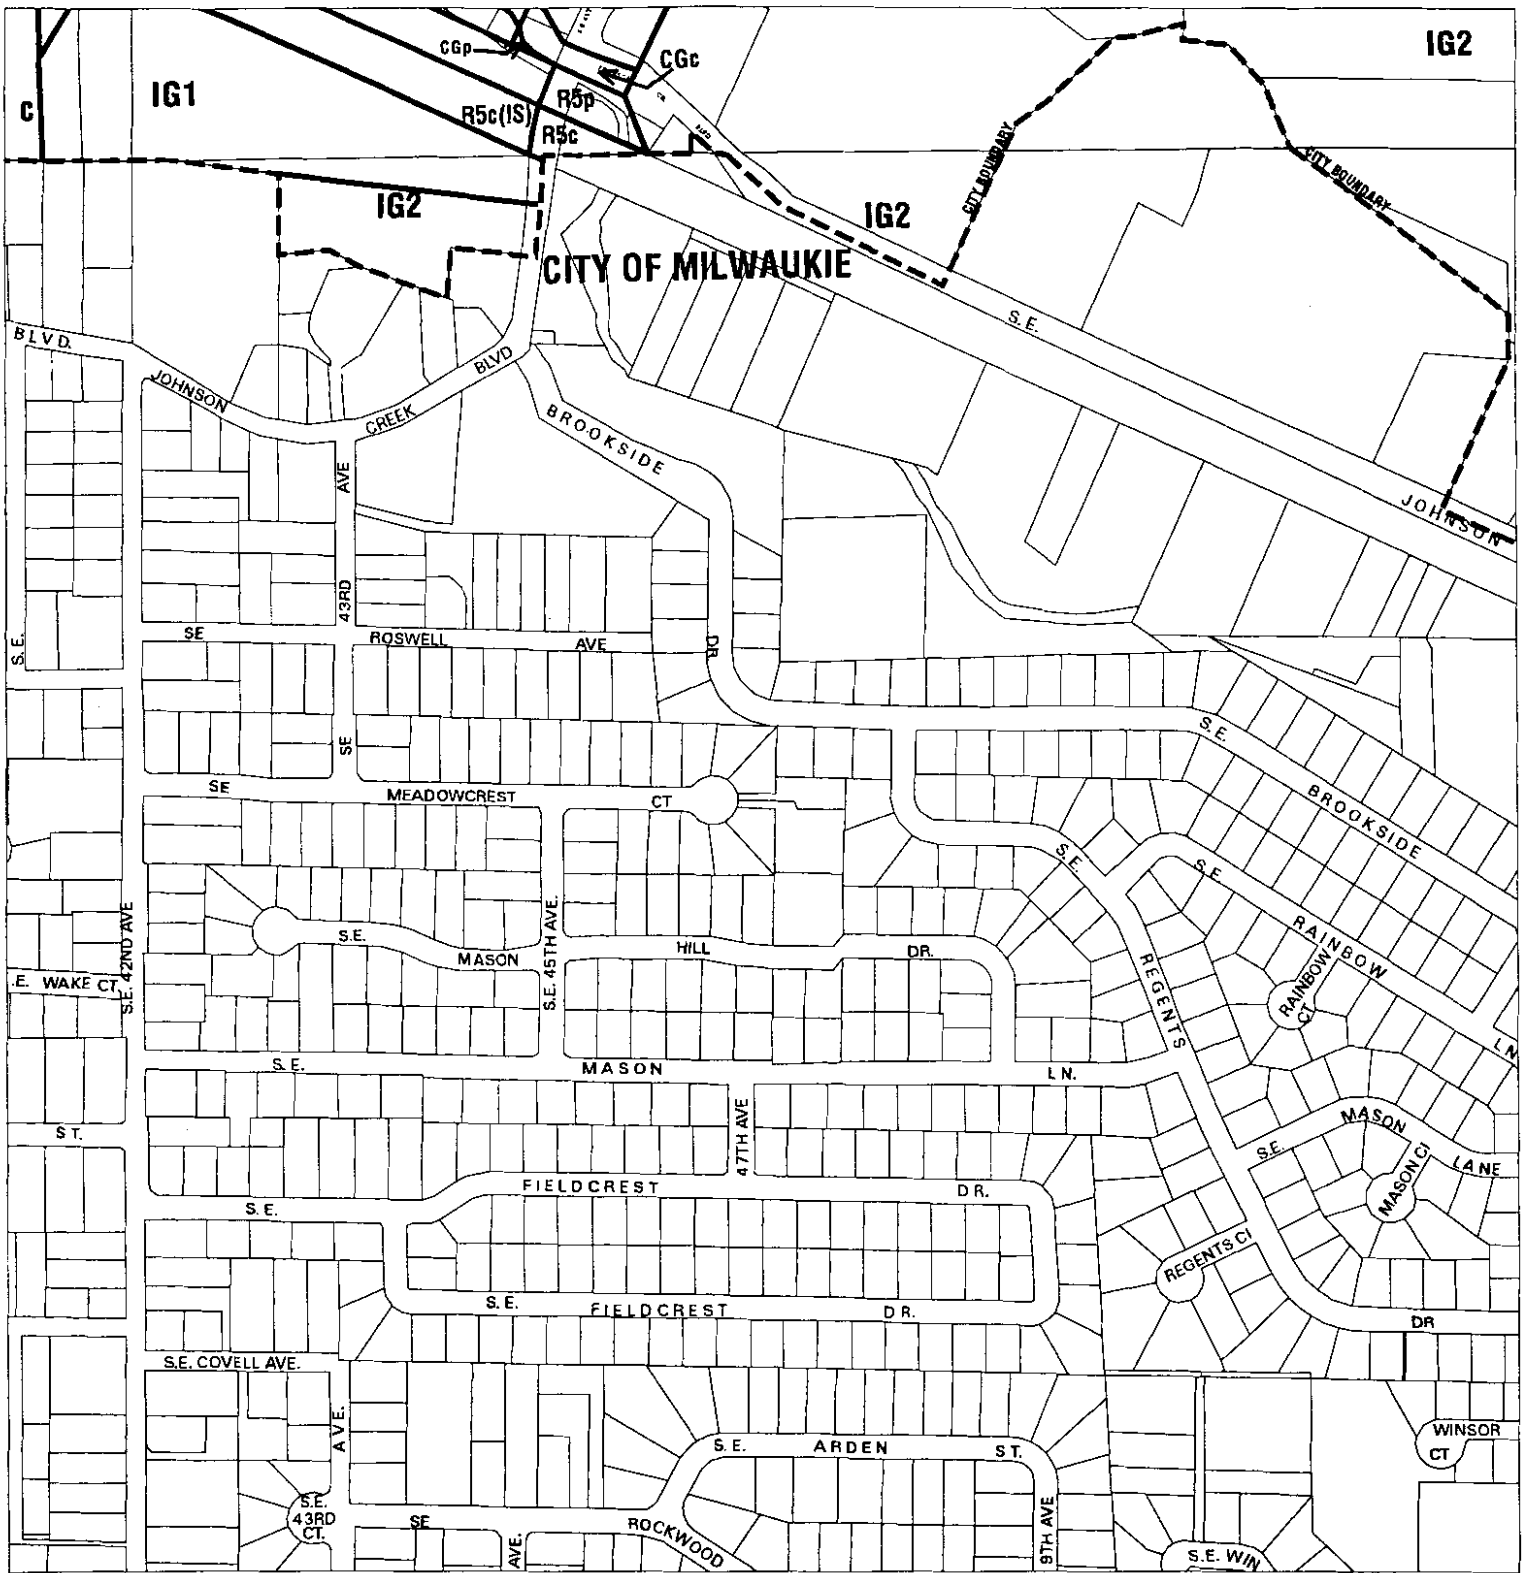 IG2
CGp
CGc
IG1
C
R5p
R5c(IS)
R5c
CITY BOUNDARY
CITY BOUNDARY
IG2
IG2
CITY OF MILWAUKIE
S.E.
BLVD.
JOHNSON
CREEK
BLVD
BROOKSIDE
JOHNSON
AVE
43RD
SE
ROSWELL
AVE
DR
S.E.
S.E.
BROOKSIDE
SE
SE
MEADOWCREST
CT
S.E.
S.E
RAINBOW
LN
RAINBOW
CT
S.E. 42ND AVE
S.E. 45TH AVE.
S.E.
MASON
HILL
DR.
REGENTS
.E. WAKE CT.
S.E.
MASON
LN.
47TH AVE
MASON
S.E.
LANE
MASON CI
ST.
FIELDCREST
DR.
S.E.
REGENTS CI
S.E.
FIELDCREST
DR.
DR
S.E. COVELL AVE.
AVE.
S.E.
ARDEN
ST.
WINSOR
CT
S.E.
43RD
CT.
SE
ROCKWOOD
AVE.
9TH AVE
S.E. WIN